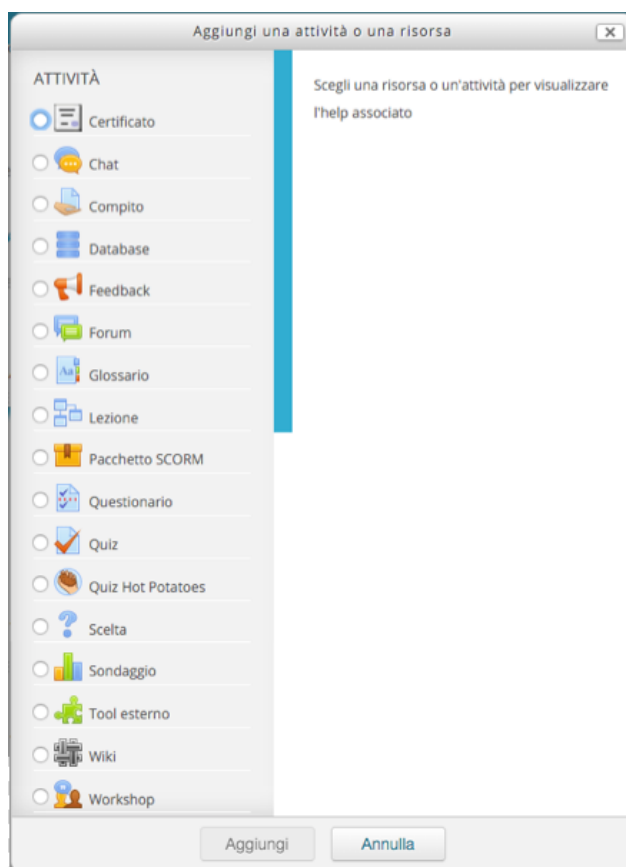 Aggiungi una attività o una risorsa
ATTIVITÀ
Certificato
Chat
Compito
Database
Feedback
Forum
Glossario
Lezione
Pacchetto SCORM
Questionario
Quiz
Quiz Hot Potatoes
Scelta
Sondaggio
Tool esterno
Wiki
Workshop
Scegli una risorsa o un'attività per visualizzare
l'help associato
Aggiungi
Annulla